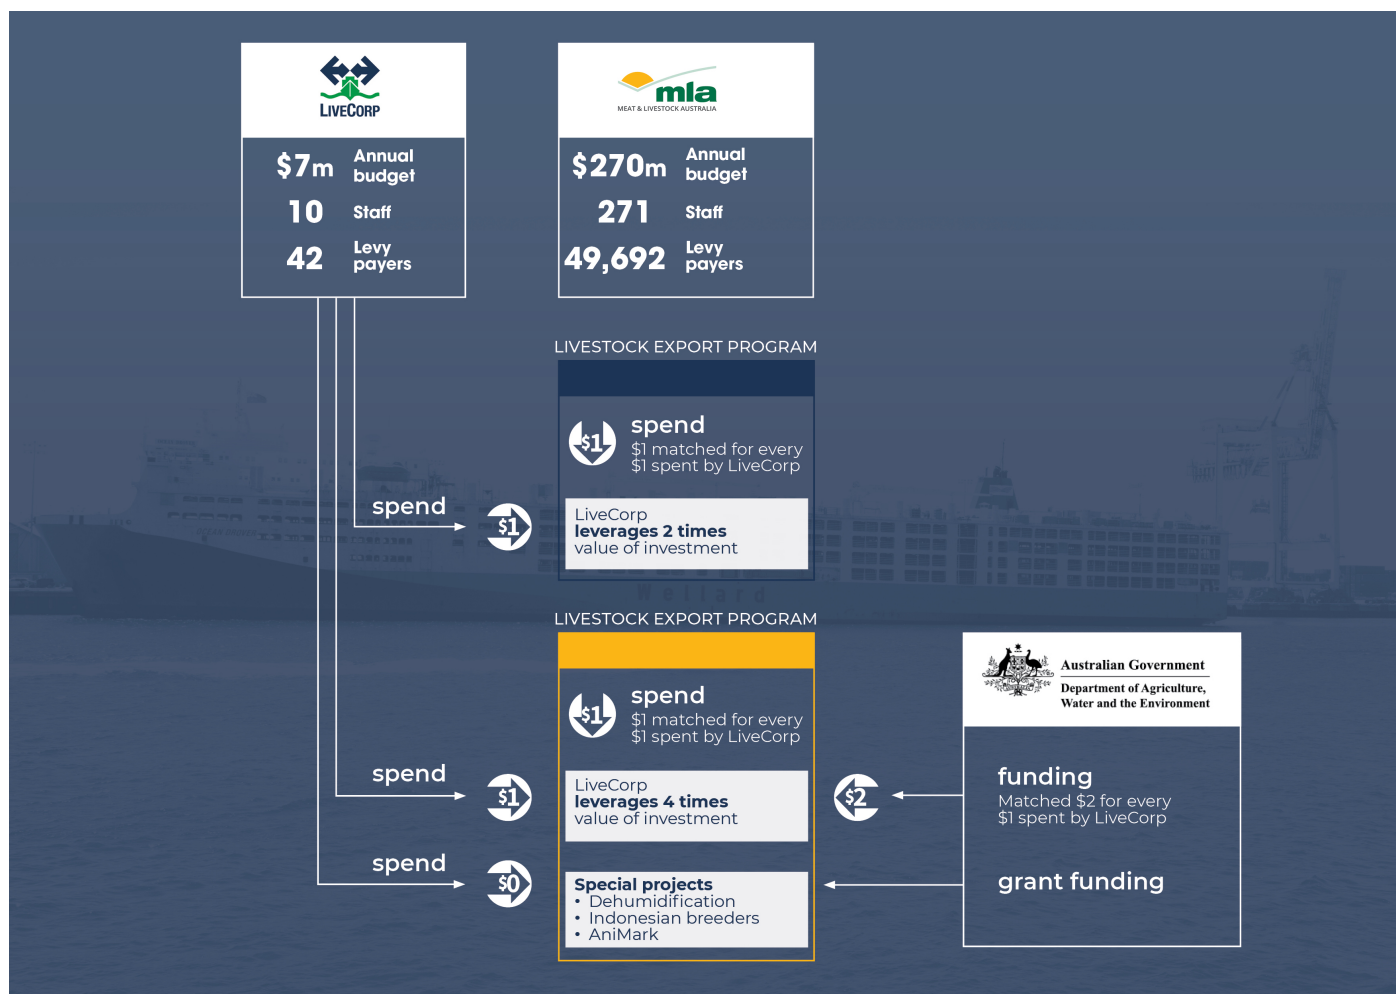 LIVECORP
$7m Annual
budget
10 Staff
42 Levy
payers
mla
MEAT & LIVESTOCK AUSTRALIA
$270m Annual
budget
271 Staff
49,692 Levy
payers
LIVESTOCK EXPORT PROGRAM
$1
spend
$1 matched for every
$1 spent by LiveCorp
spend
$1
LiveCorp
leverages 2 times
value of investment
Wellard
LIVESTOCK EXPORT PROGRAM
$1
spend
$1 matched for every
$1 spent by LiveCorp
spend
$1
LiveCorp
leverages 4 times
value of investment
$2
spend
$0
Special projects
• Dehumidification
• Indonesian breeders
• AniMark
Australian Government
Department of Agriculture,
Water and the Environment
funding
Matched $2 for every
$1 spent by LiveCorp
grant funding